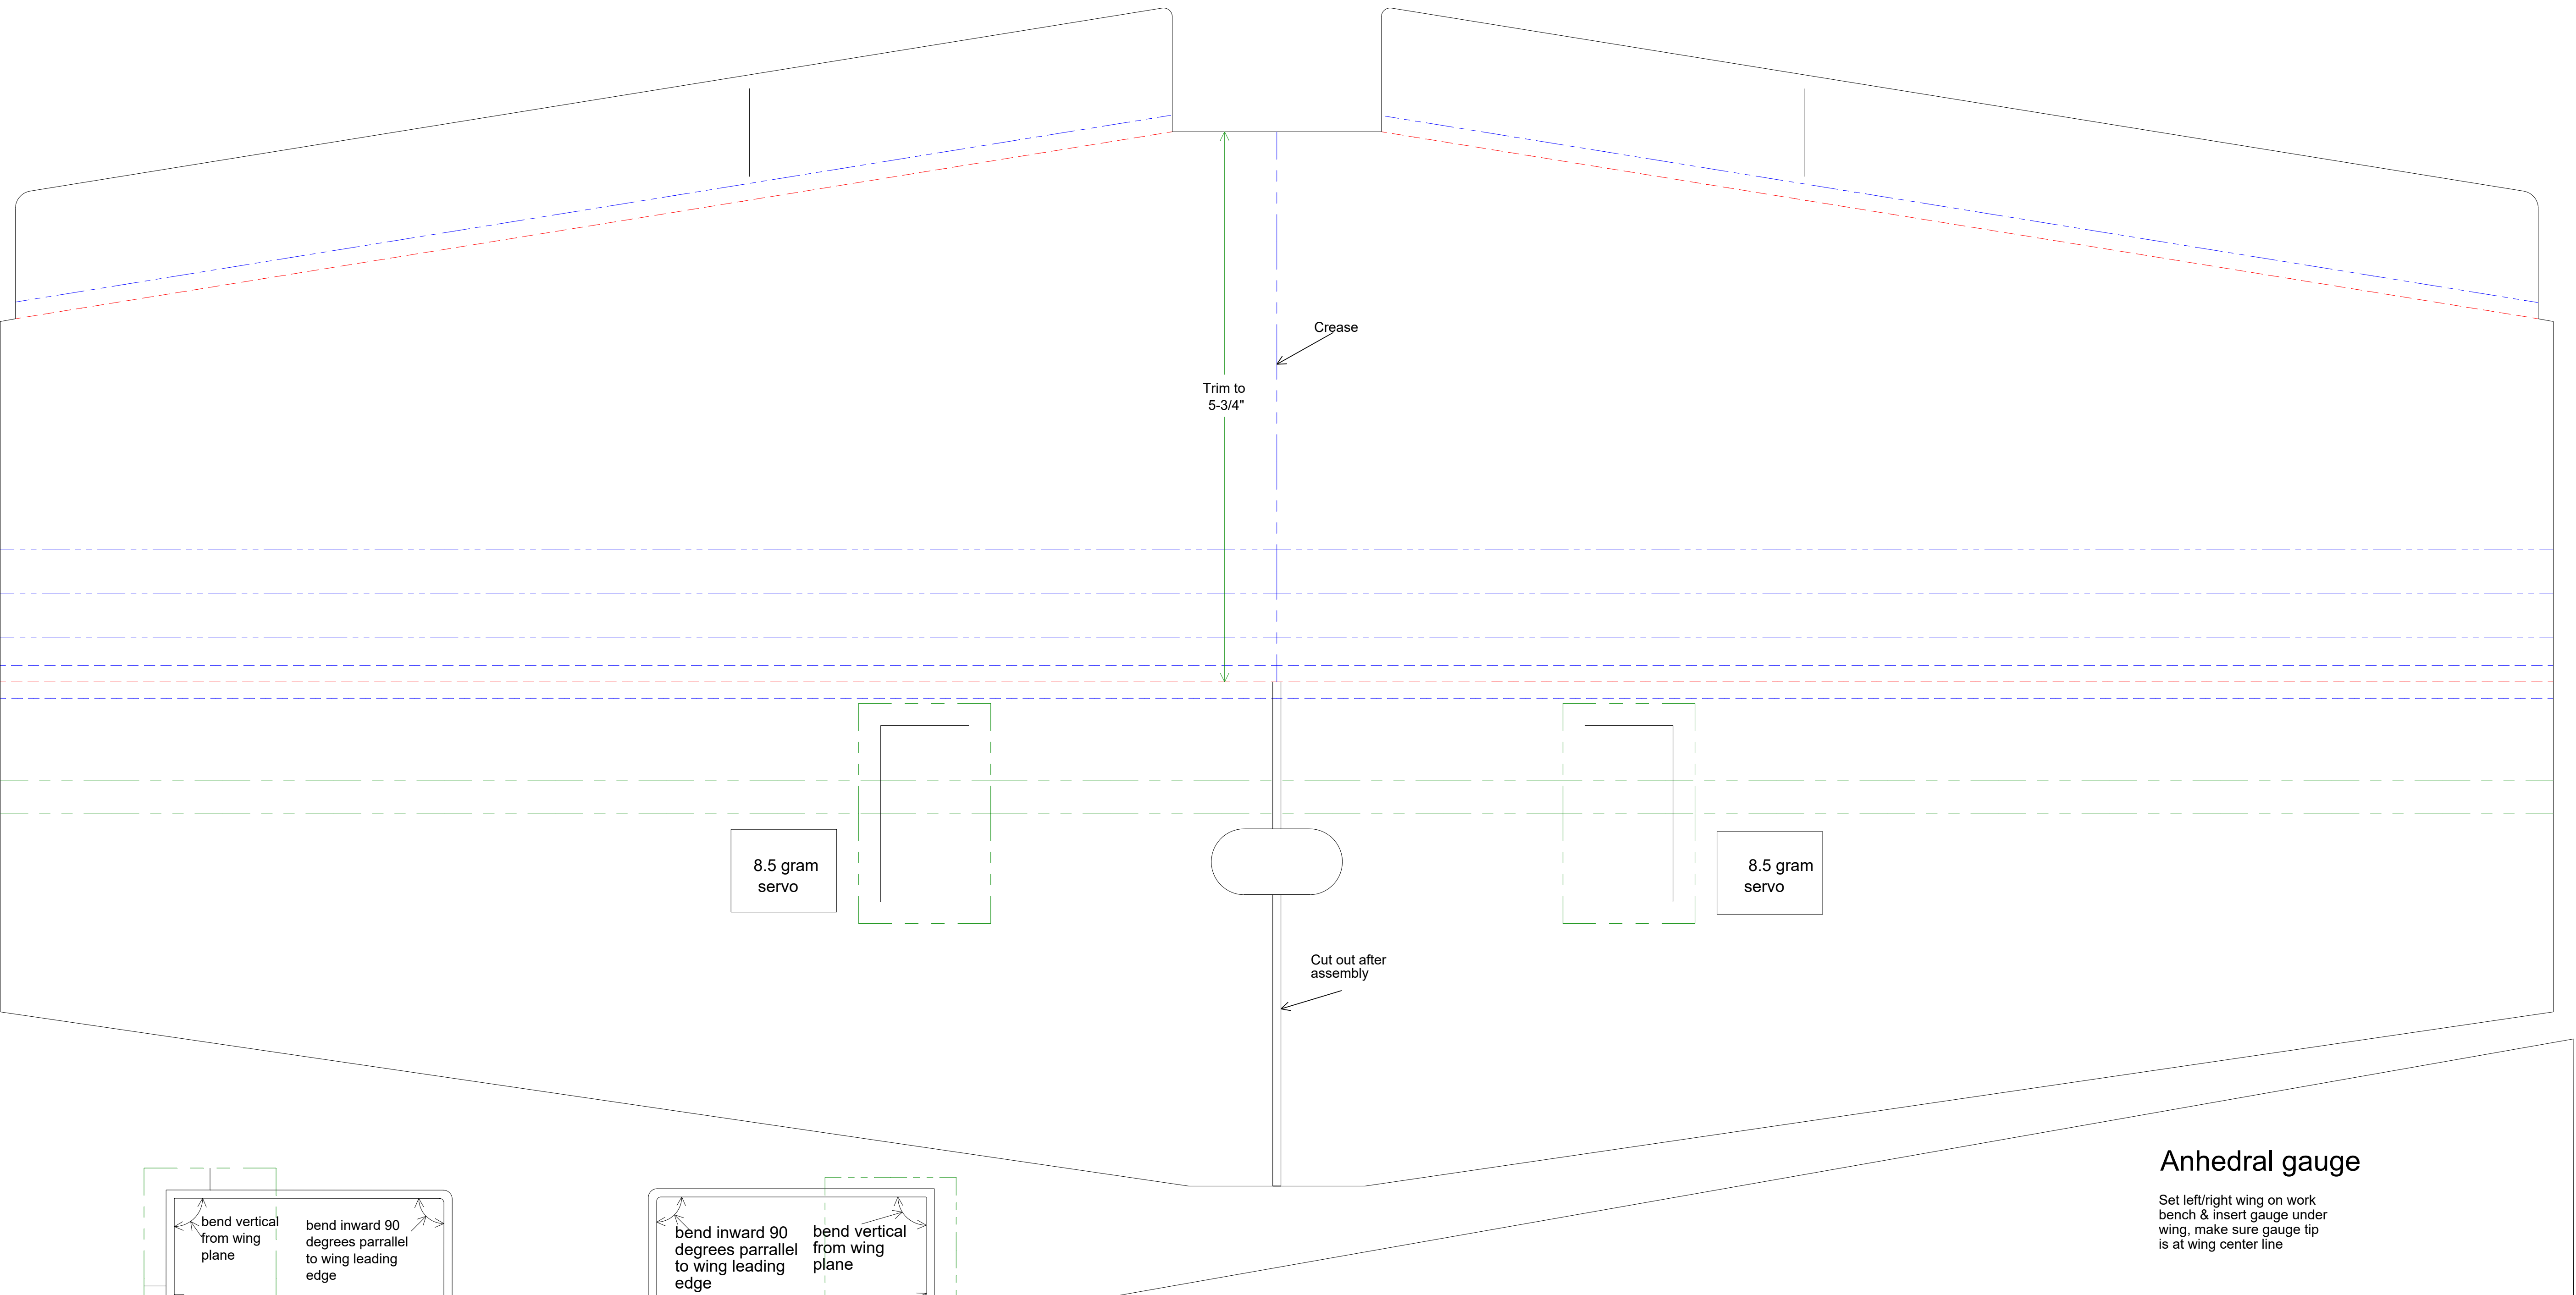 Crease
Trim to
5-3/4"
8.5 gram
servo
8.5 gram
servo
Cut out after
assembly
Anhedral gauge
Set left/right wing on work
bench & insert gauge under
wing, make sure gauge tip
is at wing center line
bend vertical
from wing
plane
bend inward 90
degrees parrallel
to wing leading
edge
bend inward 90
degrees parrallel
to wing leading
edge
bend vertical
from wing
plane